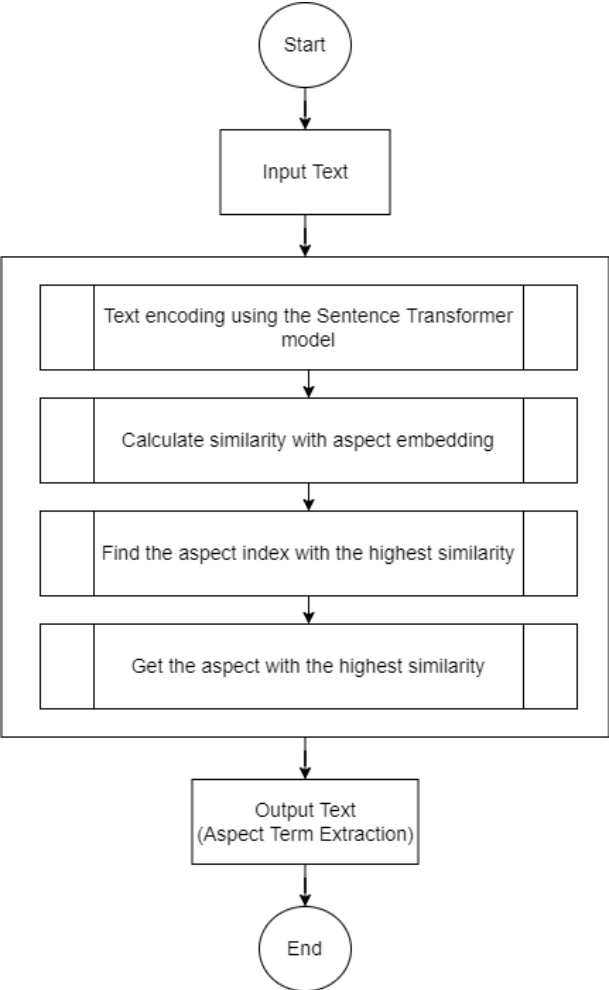 Start
Input Text
Text encoding using the Sentence Transformer
model
Calculate similarity with aspect embedding
Find the aspect index with the highest similarity
Get the aspect with the highest similarity
Output Text
(Aspect Term Extraction)
End